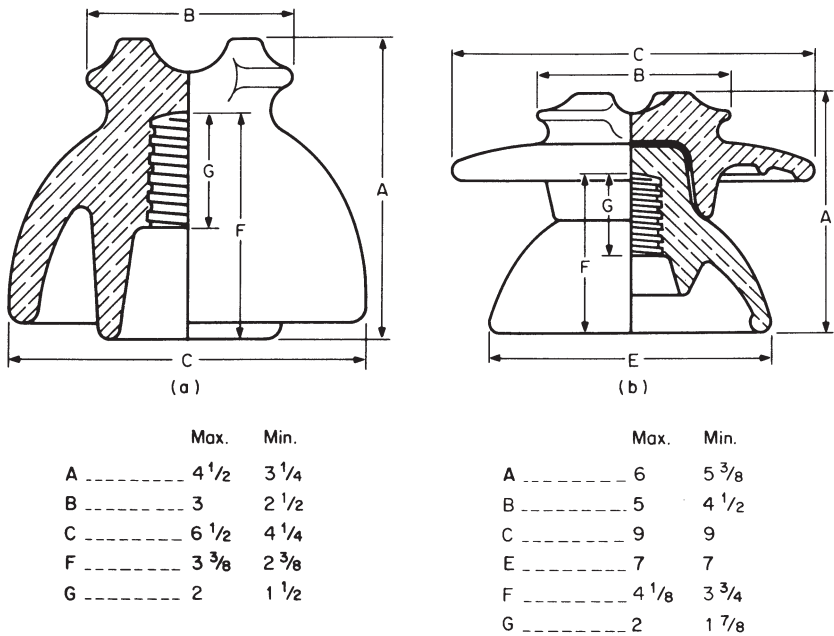 B
A
G
F
C
(a)
C
B
A
G
F
E
(b)
Max. Min.
A 4 1/2 3 1/4
B 3 2 1/2
C 6 1/2 4 1/4
F 3 3/8 2 3/8
G 2 1 1/2
Max. Min.
A 6 5 3/8
B 5 4 1/2
C 9 9
E 7 7
F 4 1/8 3 3/4
G 2 1 7/8